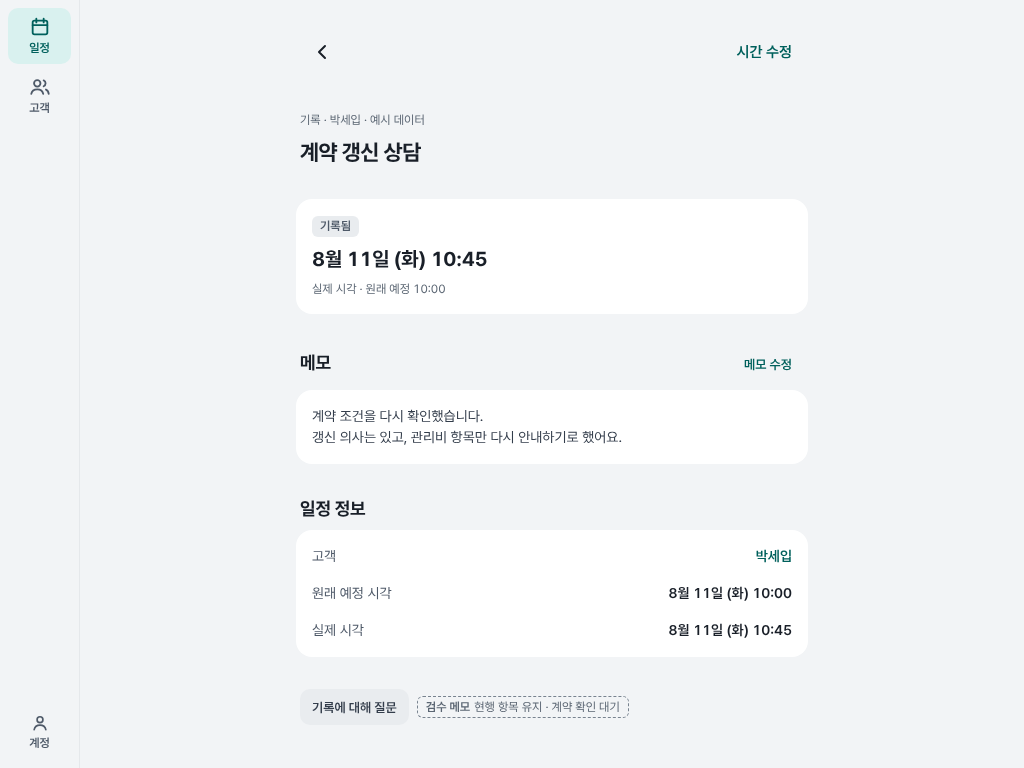 일정
고객
계정
시간 수정
기록 · 박세입 · 예시 데이터
계약 갱신 상담
기록됨
8월 11일 (화) 10:45
실제 시각 · 원래 예정 10:00
메모
메모 수정
계약 조건을 다시 확인했습니다.
갱신 의사는 있고, 관리비 항목만 다시 안내하기로 했어요.
일정 정보
고객 박세입
원래 예정 시각 8월 11일 (화) 10:00
실제 시각 8월 11일 (화) 10:45
기록에 대해 질문
검수 메모 현행 항목 유지 · 계약 확인 대기